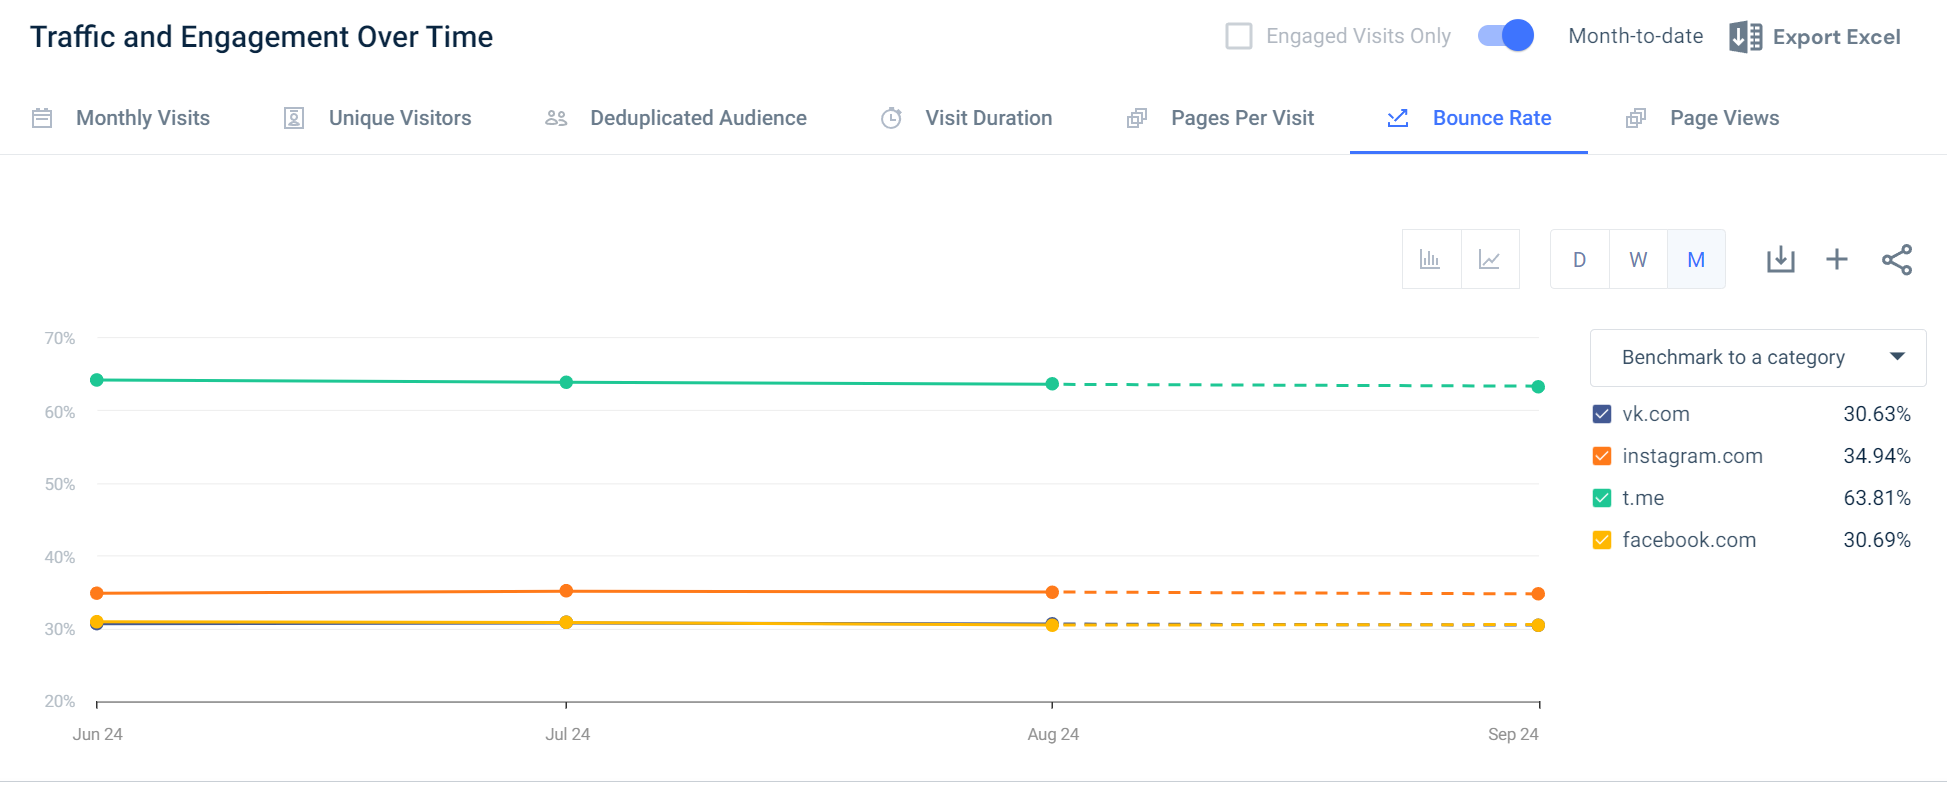 Traffic and Engagement Over Time
Engaged Visits Only
Month-to-date
Export Excel
Monthly Visits
Unique Visitors
Deduplicated Audience
Visit Duration
Pages Per Visit
Bounce Rate
Page Views
D
W
M
70%
60%
50%
40%
30%
20%
Jun 24
Jul 24
Aug 24
Sep 24
Benchmark to a category
vk.com 30.63%
instagram.com 34.94%
t.me 63.81%
facebook.com 30.69%